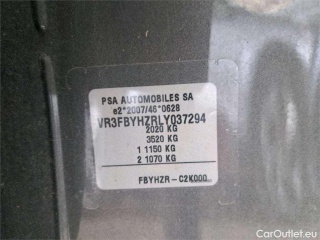 PSA AUTOMOBILES SA
e2*2007/46*0628
VR3FBYHZRLY037294
2020 KG
3520 KG
1 1150 KG
2 1070 KG
FBYHZR-C2K000
CarOutlet.eu